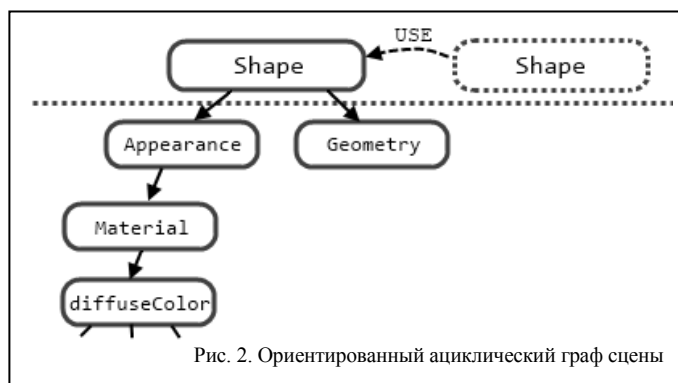 USE
Shape
Shape
Appearance
Geometry
Material
diffuseColor
Рис. 2. Ориентированный ациклический граф сцены